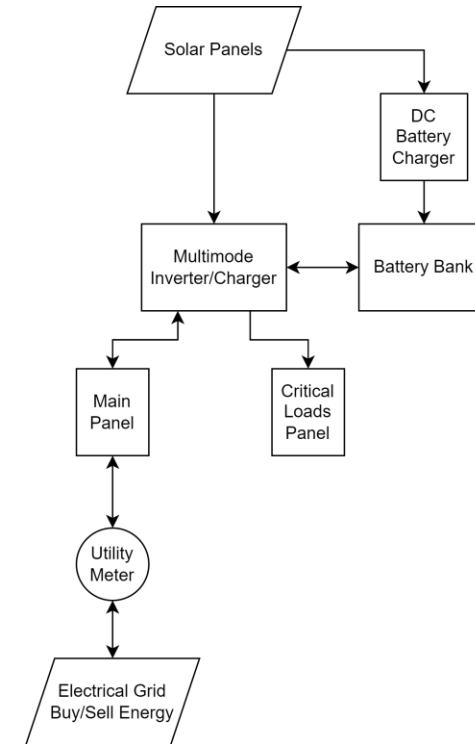 Solar Panels
DC
Battery
Charger
Multimode
Inverter/Charger
Battery Bank
Main
Panel
Critical
Loads
Panel
Utility
Meter
Electrical Grid
Buy/Sell Energy